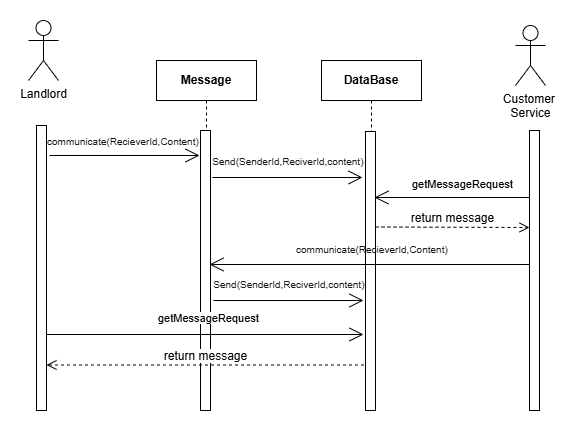 Landlord
Message
DataBase
Customer
Service
communicate(RecieverId,Content)
Send(SenderId,ReciverId,content)
getMessageRequest
return message
communicate(RecieverId,Content)
Send(SenderId,ReciverId,content)
getMessageRequest
return message